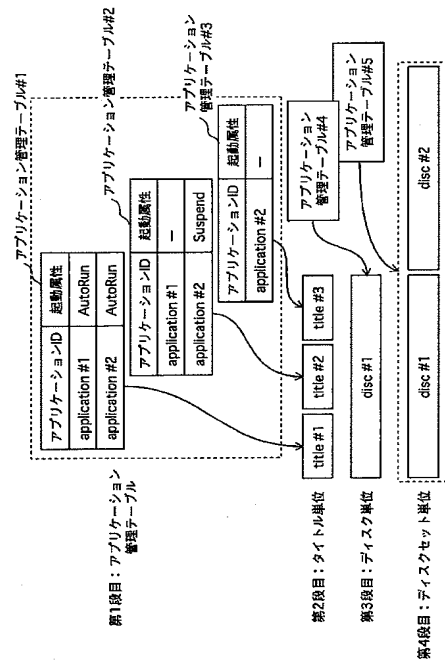 アプリケーション管理テーブル#1
アプリケーション管理テーブル#2
アプリケーション
管理テーブル#3
第1段目：アプリケーション
管理テーブル
アプリケーションID 起動属性
application #1 AutoRun
application #2 AutoRun
アプリケーションID 起動属性
application #1 —
application #2 Suspend
アプリケーションID 起動属性
application #2 —
第2段目：タイトル単位
title #1 title #2 title #3
アプリケーション
管理テーブル#4
第3段目：ディスク単位
disc #1
アプリケーション
管理テーブル#5
第4段目：ディスクセット単位
disc #1 disc #2